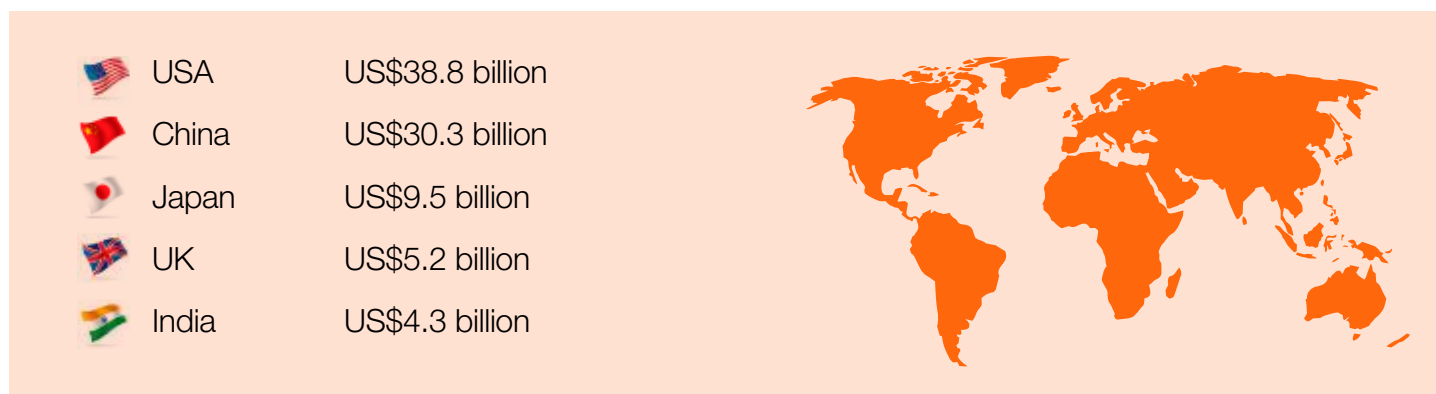 USA US$38.8 billion
China US$30.3 billion
Japan US$9.5 billion
UK US$5.2 billion
India US$4.3 billion